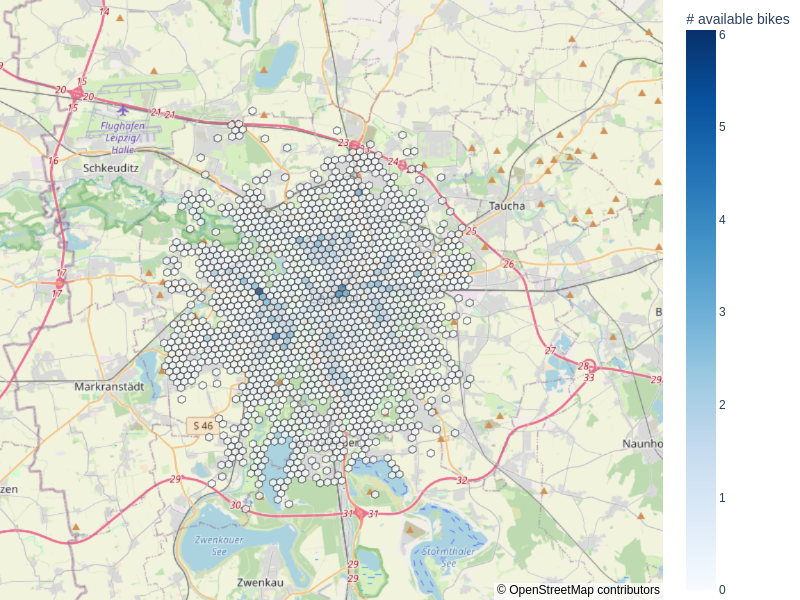 # available bikes
6
5
4
3
2
1
0
14
9
15
20
20
15
21
21
Flughafen
Leipzig/
Halle
Schkeuditz
16
23
24
Taucha
25
26
17
17
B
27
28
33
29
Markranstädt
S 46
Naunho
zen
29
30
31
31
32
Zwenkauer
See
Störmthaler
See
29
29
Zwenkau
© OpenStreetMap contributors